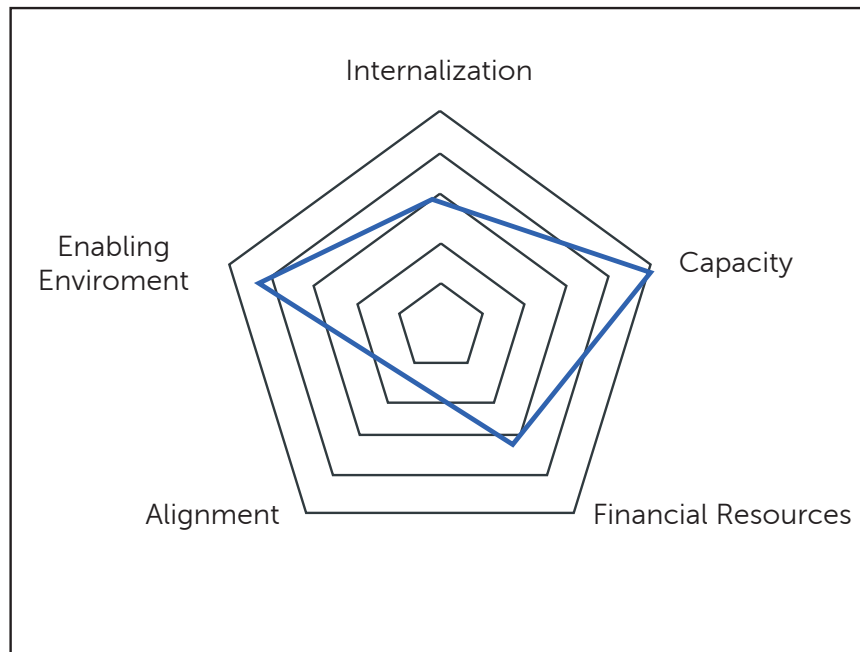 Internalization
Enabling
Enviroment
Capacity
Alignment
Financial Resources